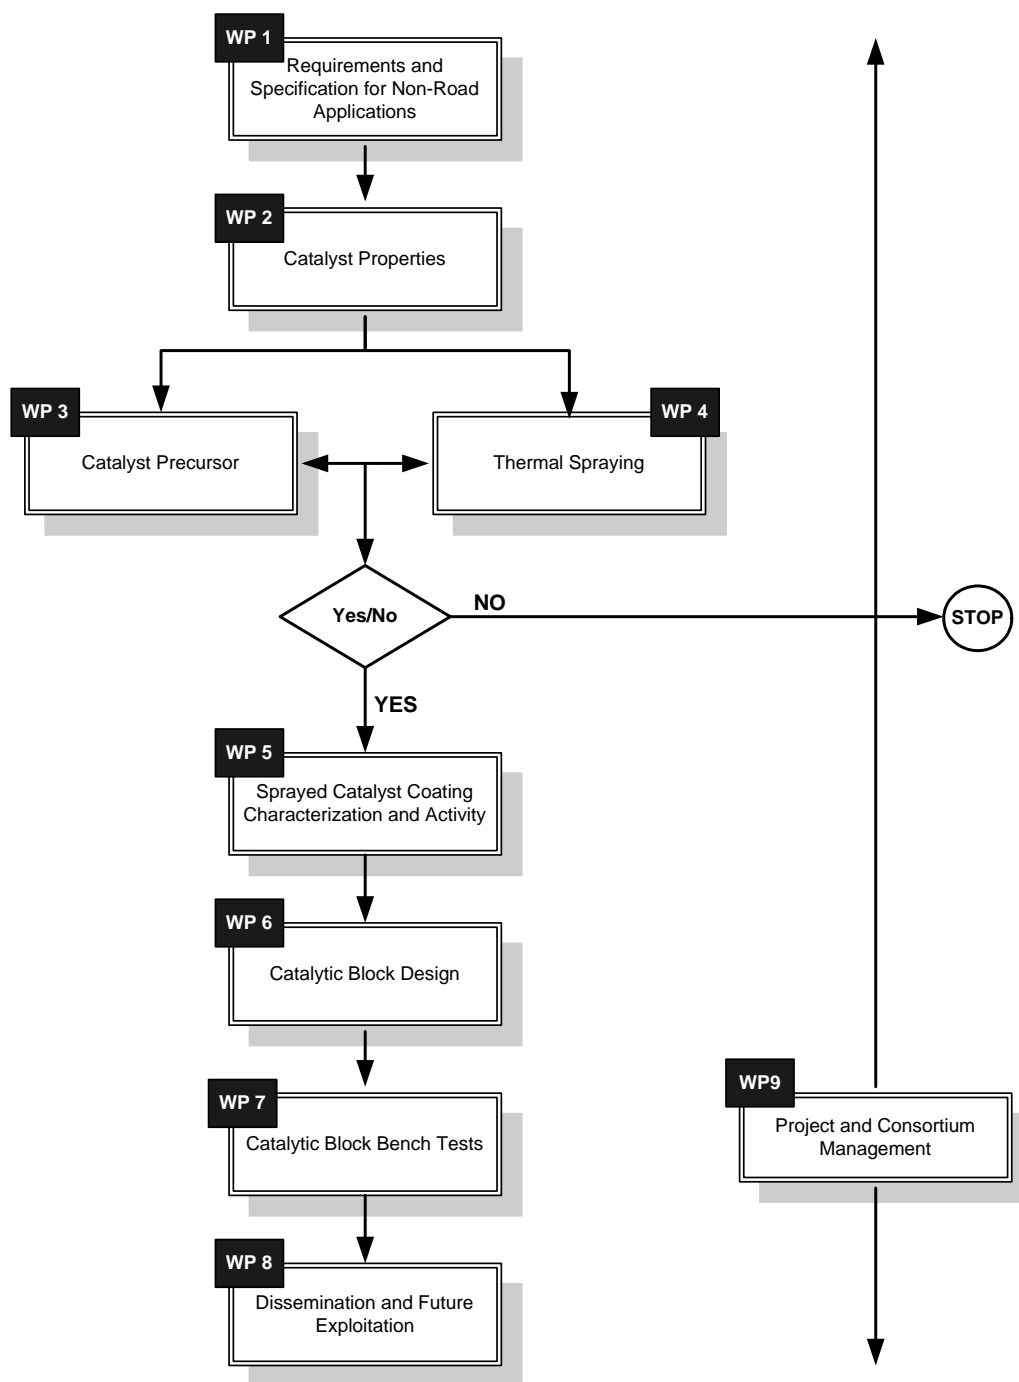 WP 1
Requirements and
Specification for Non-Road
Applications
WP 2
Catalyst Properties
WP 3
Catalyst Precursor
WP 4
Thermal Spraying
Yes/No
NO
STOP
YES
WP 5
Sprayed Catalyst Coating
Characterization and Activity
WP 6
Catalytic Block Design
WP 7
Catalytic Block Bench Tests
WP9
Project and Consortium
Management
WP 8
Dissemination and Future
Exploitation